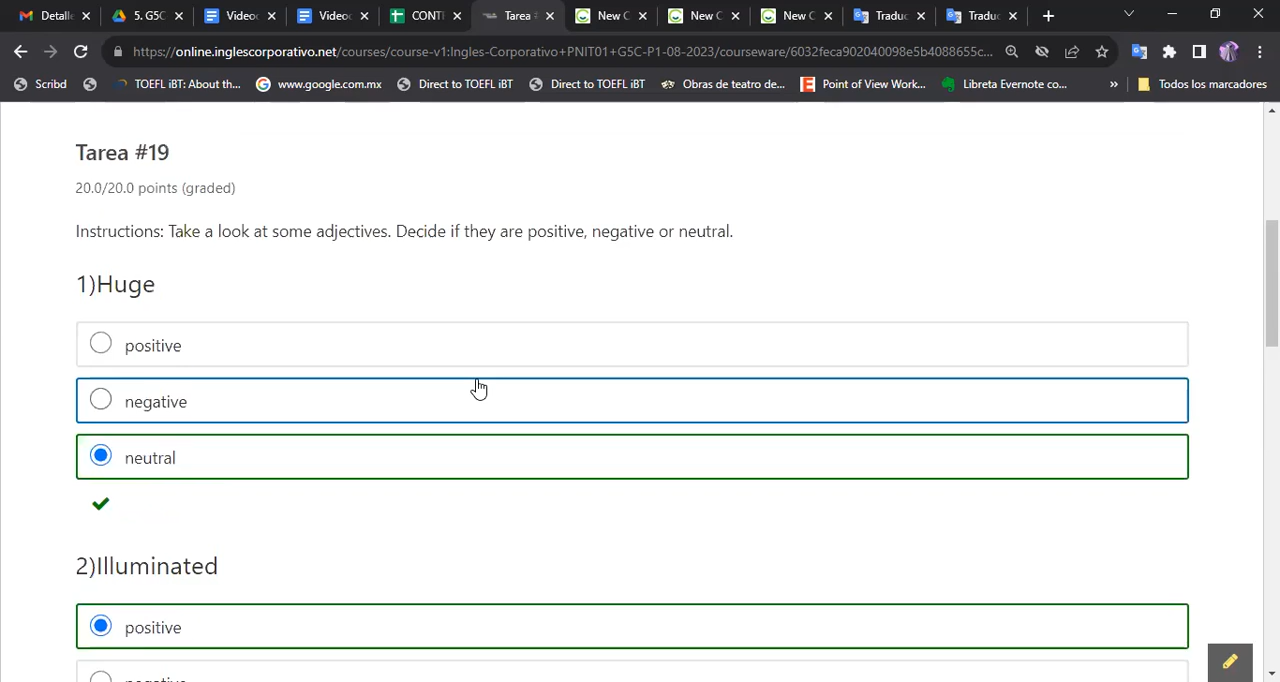 Detalle
5. G5C
Video
Video
CONTI
Tarea #
New C
New C
New C
Traduc
Traduc
https://online.inglescorporativo.net/courses/course-v1:Ingles-Corporativo+PNIT01+G5C-P1-08-2023/courseware/6032feca902040098e5b4088655c...
Scribd
TOEFL iBT: About th...
www.google.com.mx
Direct to TOEFL iBT
Direct to TOEFL iBT
Obras de teatro de...
Point of View Work...
Libreta Evernote co...
»
Todos los marcadores
Tarea #19
20.0/20.0 points (graded)
Instructions: Take a look at some adjectives. Decide if they are positive, negative or neutral.
1)Huge
positive
negative
neutral
2)Illuminated
positive
negative